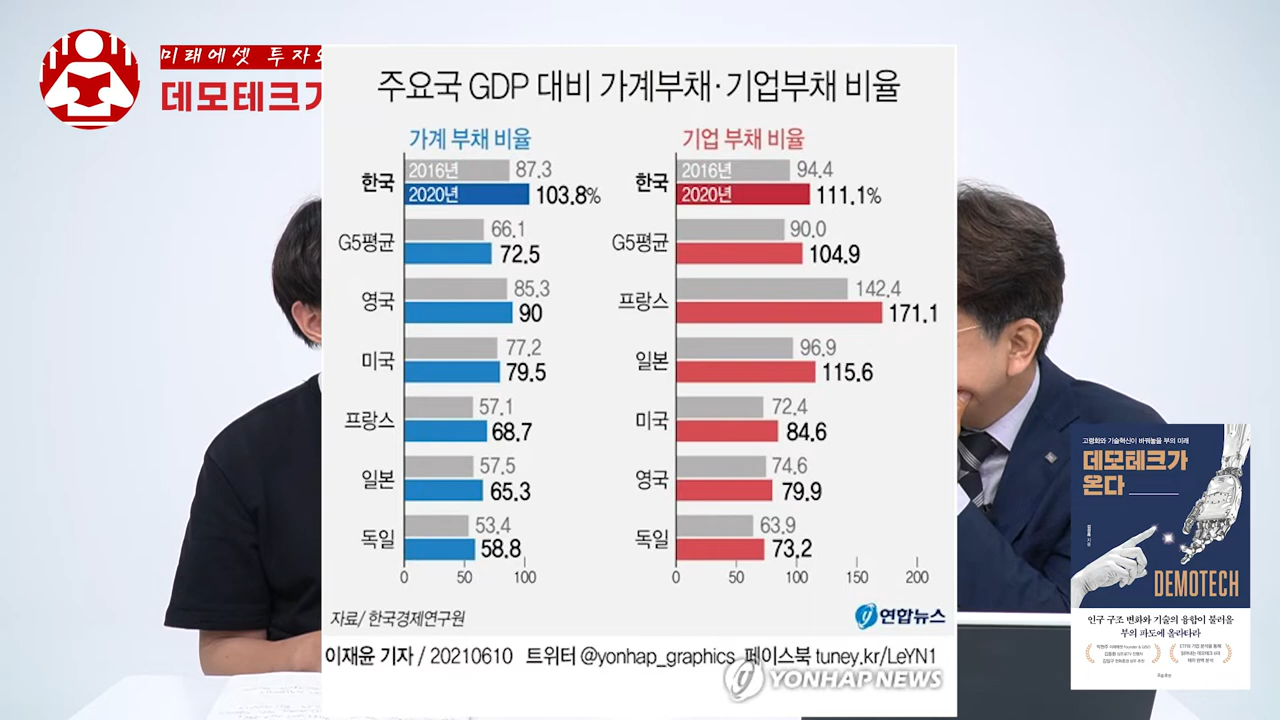 미래에셋 투자와
데모테크가
주요국 GDP 대비 가계부채·기업부채 비율
가계 부채 비율
한국
2016년 87.3
2020년 103.8%
G5평균
66.1
72.5
영국
85.3
90
미국
77.2
79.5
프랑스
57.1
68.7
일본
57.5
65.3
독일
53.4
58.8
0 50 100
기업 부채 비율
한국
2016년 94.4
2020년 111.1%
G5평균
90.0
104.9
프랑스
142.4
171.1
일본
96.9
115.6
미국
72.4
84.6
영국
74.6
79.9
독일
63.9
73.2
0 50 100 150 200
자료/ 한국경제연구원
연합뉴스
이재윤 기자 / 20210610 트위터 @yonhap_graphics 페이스북 tuney.kr/LeYN1
YONHAP NEWS
고령화와 기술혁신이 바꿔놓을 부의 미래
데모테크가
온다
DEMOTECH
인구 구조 변화와 기술의 융합이 불러올
부의 파도에 올라타라